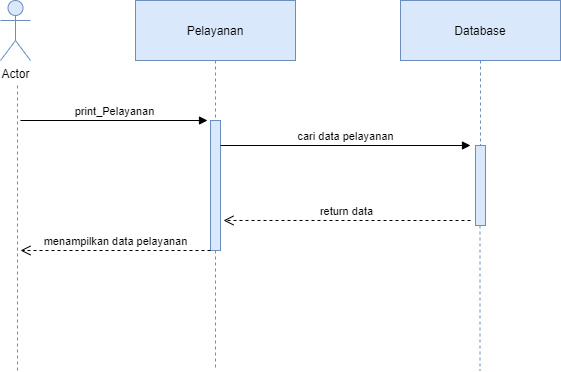 Pelayanan
Database
Actor
print_Pelayanan
cari data pelayanan
return data
menampilkan data pelayanan